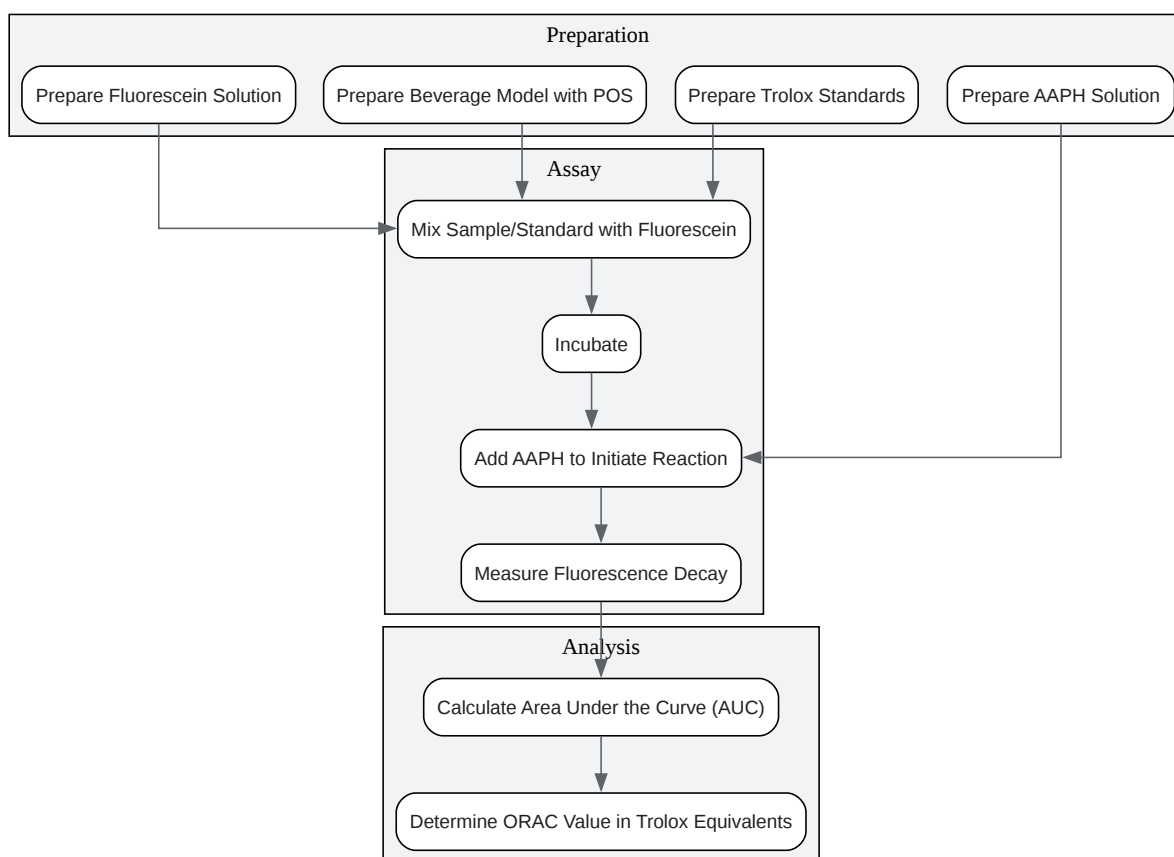 Preparation
Prepare Fluorescein Solution
Prepare Beverage Model with POS
Prepare Trolox Standards
Prepare AAPH Solution
Assay
Mix Sample/Standard with Fluorescein
Incubate
Add AAPH to Initiate Reaction
Measure Fluorescence Decay
Analysis
Calculate Area Under the Curve (AUC)
Determine ORAC Value in Trolox Equivalents